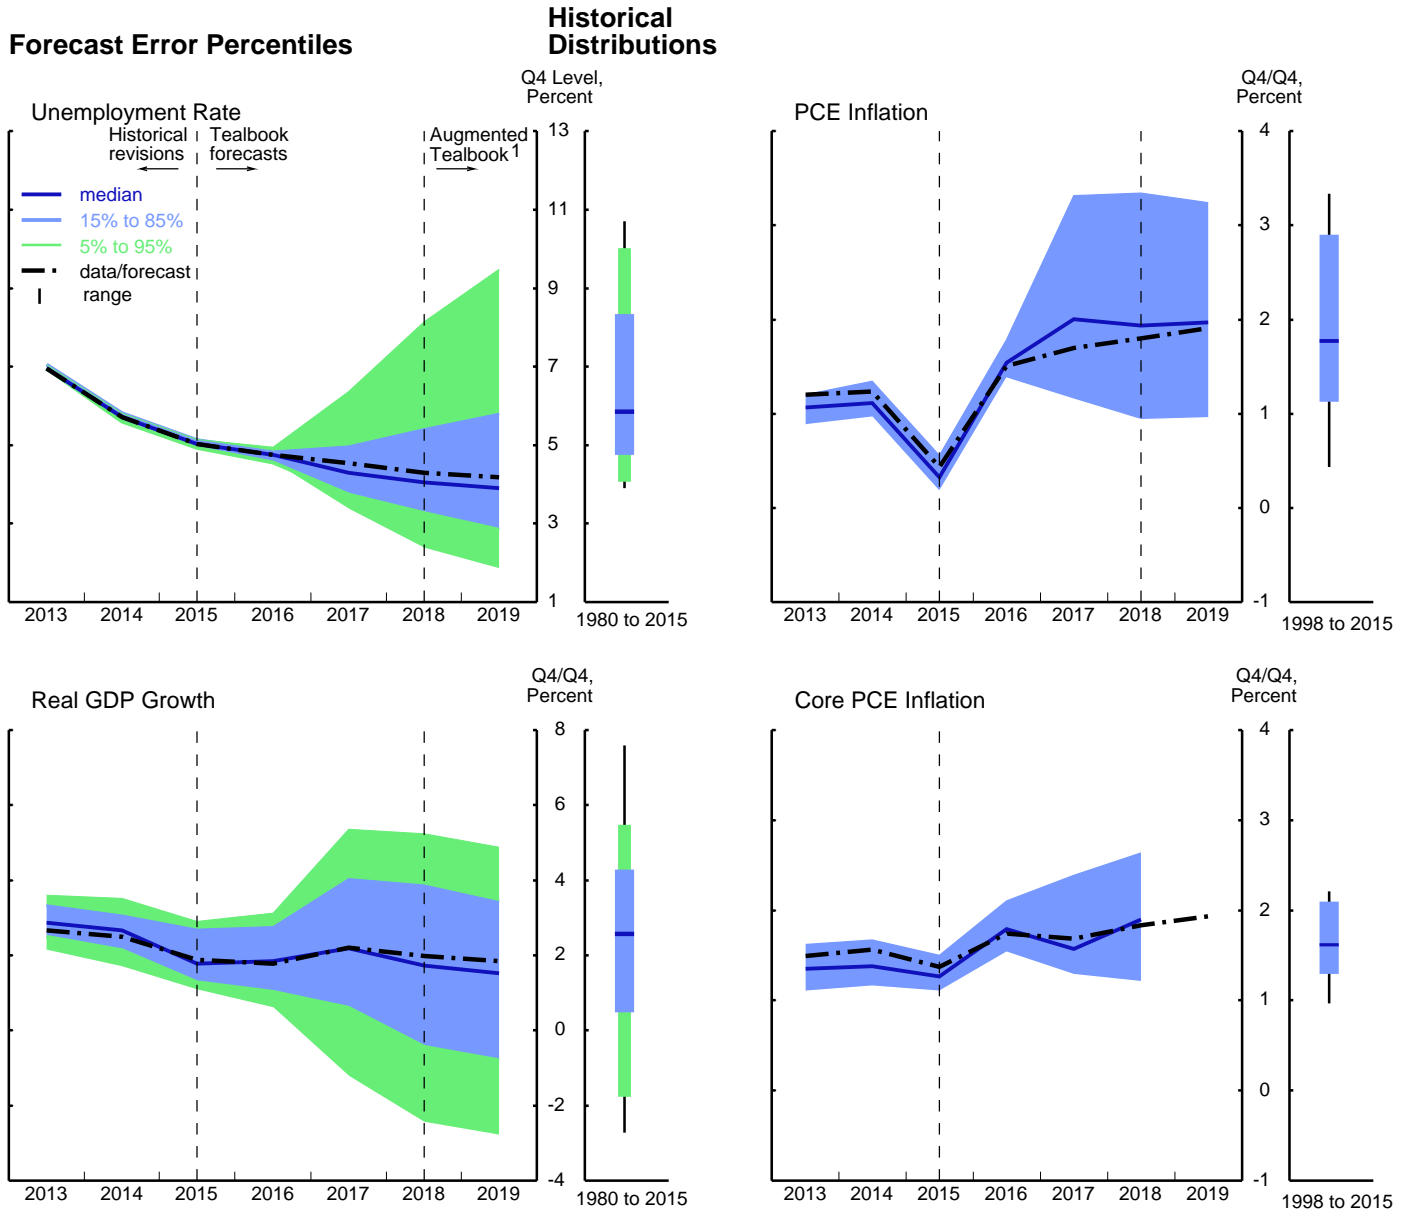 Forecast Error Percentiles
Historical
Distributions
Unemployment Rate
Q4 Level,
Percent
Historical
revisions
Tealbook
forecasts
Augmented
Tealbook1
median
15% to 85%
5% to 95%
data/forecast
range
13
11
9
7
5
3
1
2013 2014 2015 2016 2017 2018 2019
1980 to 2015
PCE Inflation
Q4/Q4,
Percent
4
3
2
1
0
-1
2013 2014 2015 2016 2017 2018 2019
1998 to 2015
Real GDP Growth
Q4/Q4,
Percent
8
6
4
2
0
-2
-4
2013 2014 2015 2016 2017 2018 2019
1980 to 2015
Core PCE Inflation
Q4/Q4,
Percent
4
3
2
1
0
-1
2013 2014 2015 2016 2017 2018 2019
1998 to 2015